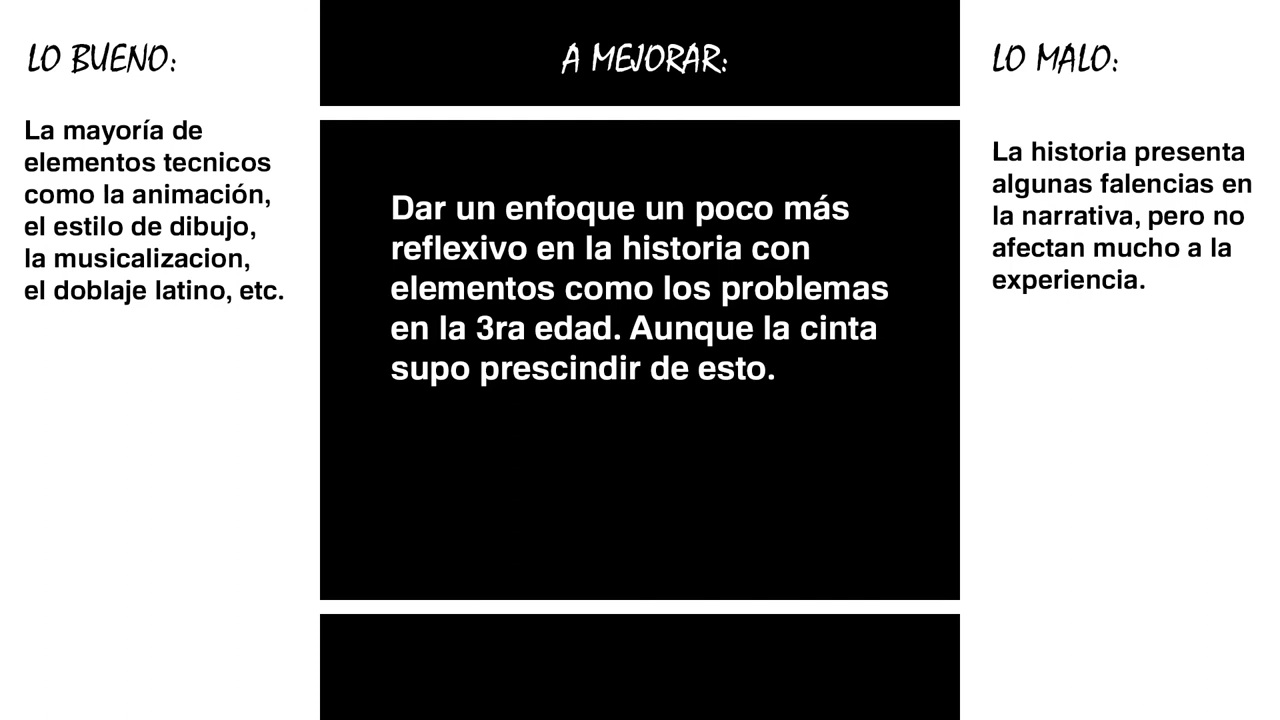 LO BUENO:
La mayoría de
elementos tecnicos
como la animación,
el estilo de dibujo,
la musicalizacion,
el doblaje latino, etc.
A MEJORAR:
Dar un enfoque un poco más
reflexivo en la historia con
elementos como los problemas
en la 3ra edad. Aunque la cinta
supo prescindir de esto.
LO MALO:
La historia presenta
algunas falencias en
la narrativa, pero no
afectan mucho a la
experiencia.